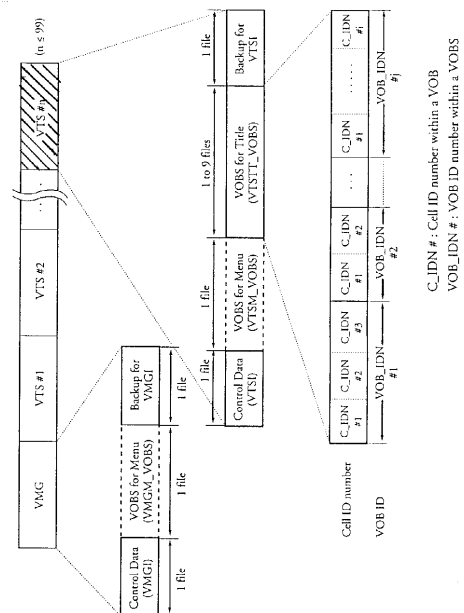 VMG VTS #1 VTS #2 ..... VTS #n (n ≤ 99)
Control Data (VMGI)
VOBS for Menu (VMGM_VOBS)
Backup for VMGI
1 file 1 file 1 file
1 file 1 file 1 to 9 files 1 file
Control Data (VTSI)
VOBS for Menu (VTSM_VOBS)
VOBS for Title (VTSTT_VOBS)
Backup for VTSI
Cell ID number
C_IDN #1 C_IDN #2 C_IDN #3 C_IDN #1 C_IDN #2 ... C_IDN #1 ..... C_IDN #i
VOB ID
VOB_IDN #1 VOB_IDN #2 VOB_IDN #j
C_IDN # : Cell ID number within a VOB
VOB_IDN # : VOB ID number within a VOBS